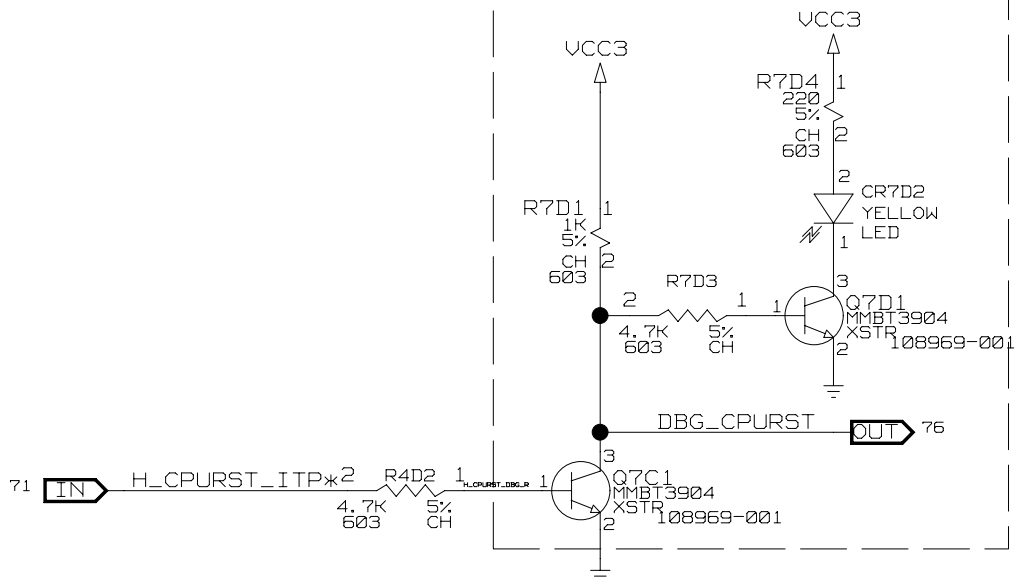 VCC3
VCC3
R7D4
1
220
5%
CH
2
603
2
CR7D2
YELLOW
LED
1
R7D1
1
1K
5%
CH
2
603
R7D3
2
1
4.7K
5%
603
CH
3
1
Q7D1
MMBT3904
XSTR
108969-001
2
DBG_CPURST
OUT
76
71
IN
H_CPURST_ITP*
2
R4D2
1
H_CPURST_DBG_R
4.7K
5%
603
CH
3
1
Q7C1
MMBT3904
XSTR
108969-001
2